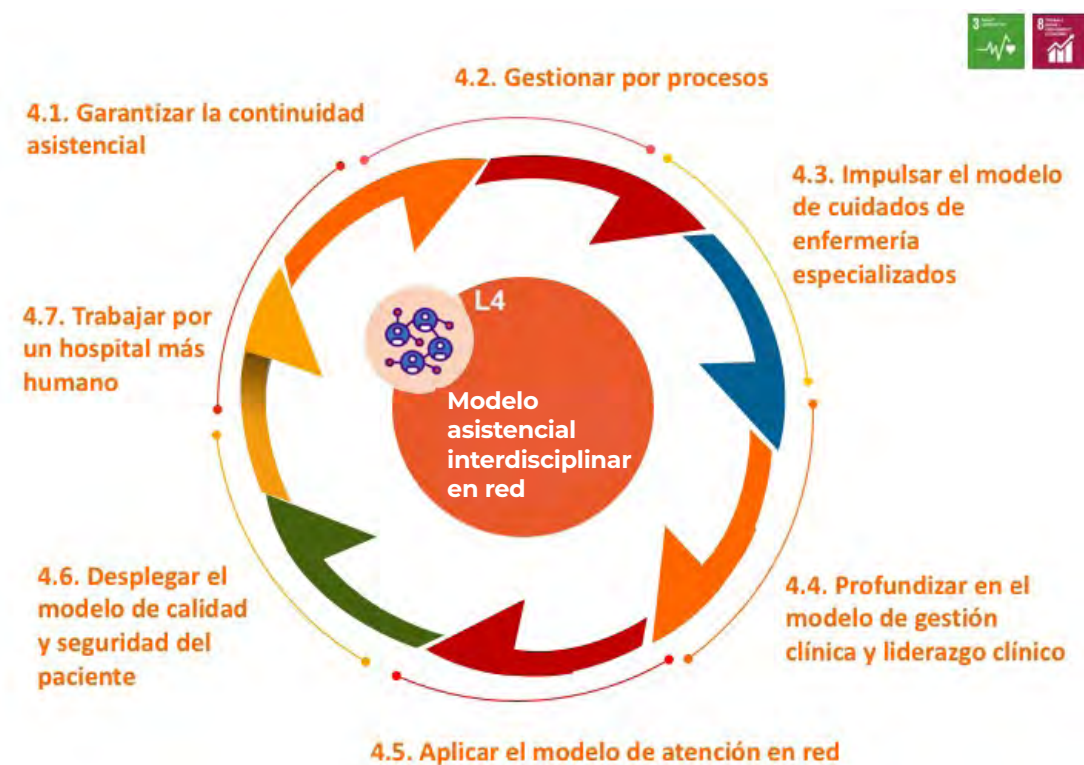 3
8
4.2. Gestionar por procesos
4.1. Garantizar la continuidad
asistencial
4.3. Impulsar el modelo
de cuidados de
enfermería
especializados
L4
4.7. Trabajar por
un hospital más
humano
Modelo
asistencial
interdisciplinar
en red
4.6. Desplegar el
modelo de calidad
y seguridad del
paciente
4.4. Profundizar en el
modelo de gestión
clínica y liderazgo clínico
4.5. Aplicar el modelo de atención en red